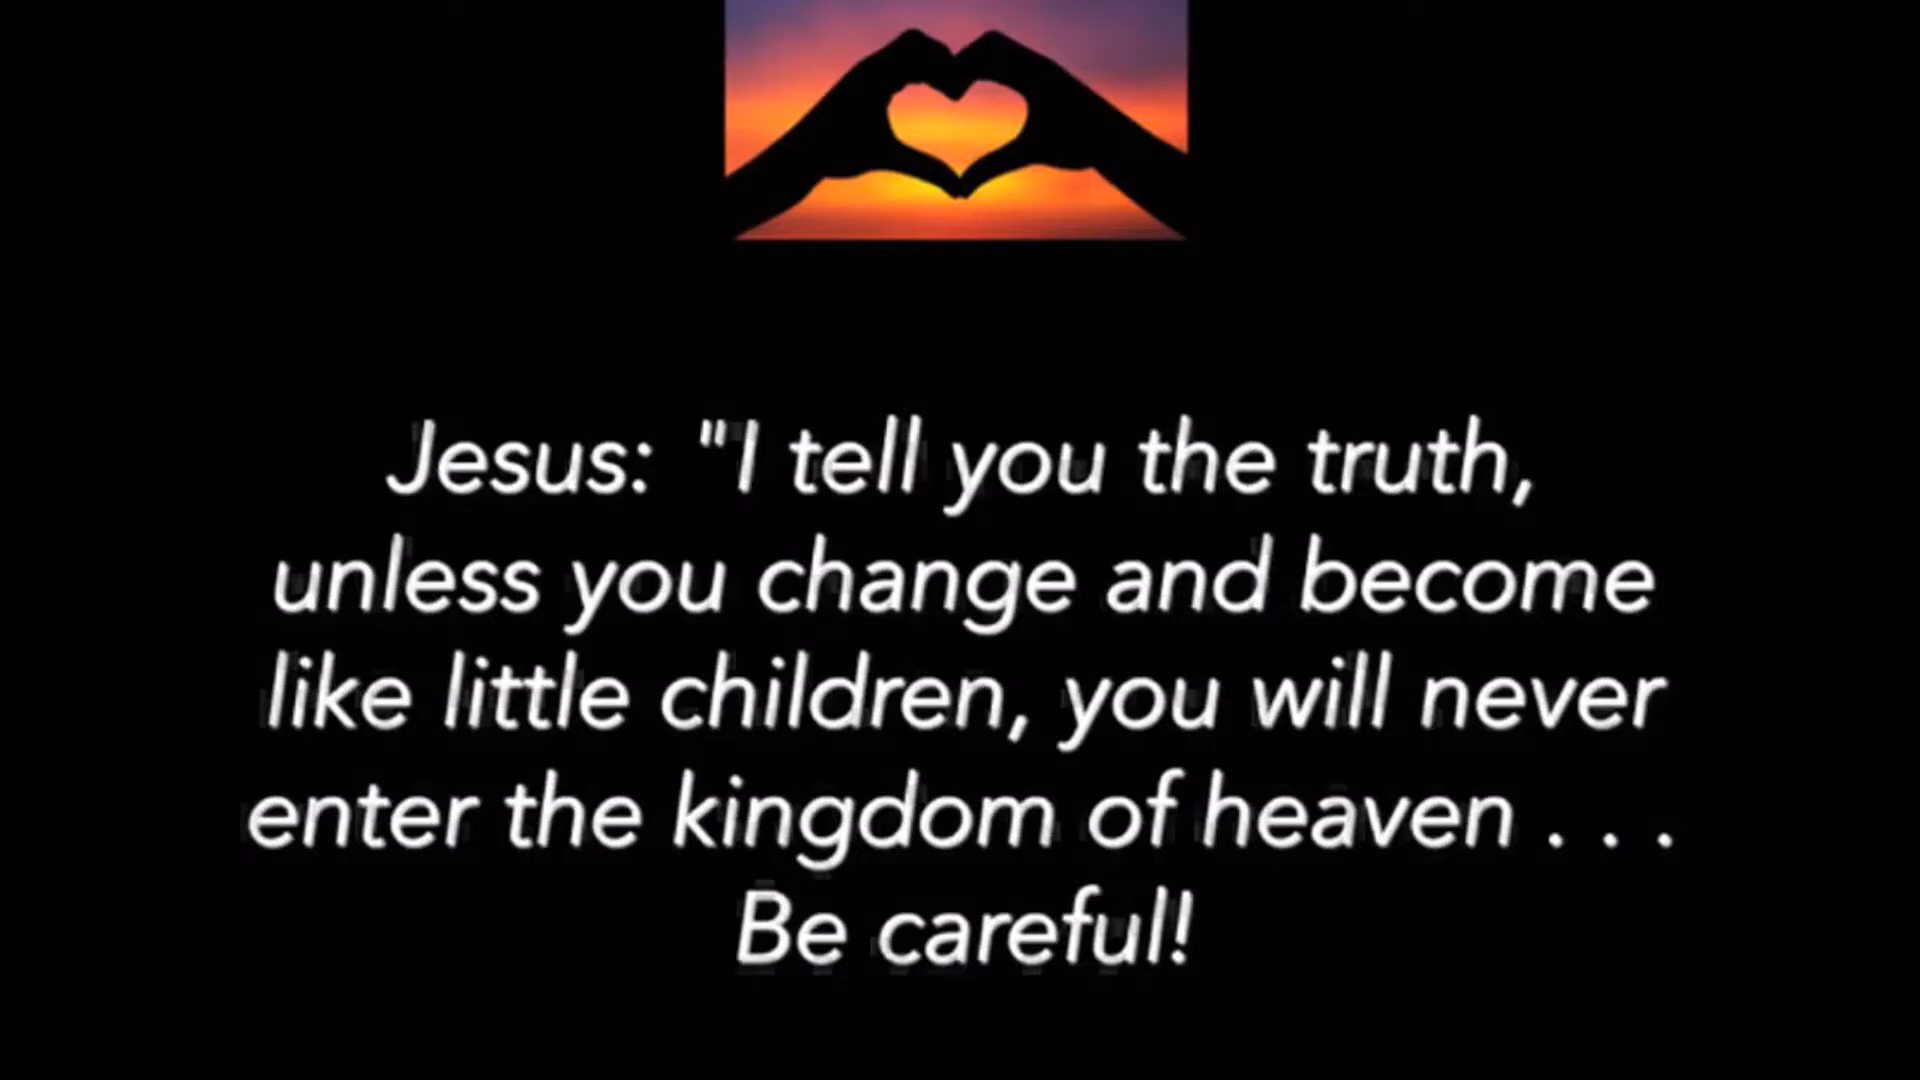 Jesus: "I tell you the truth,
unless you change and become
like little children, you will never
enter the kingdom of heaven . . .
Be careful!